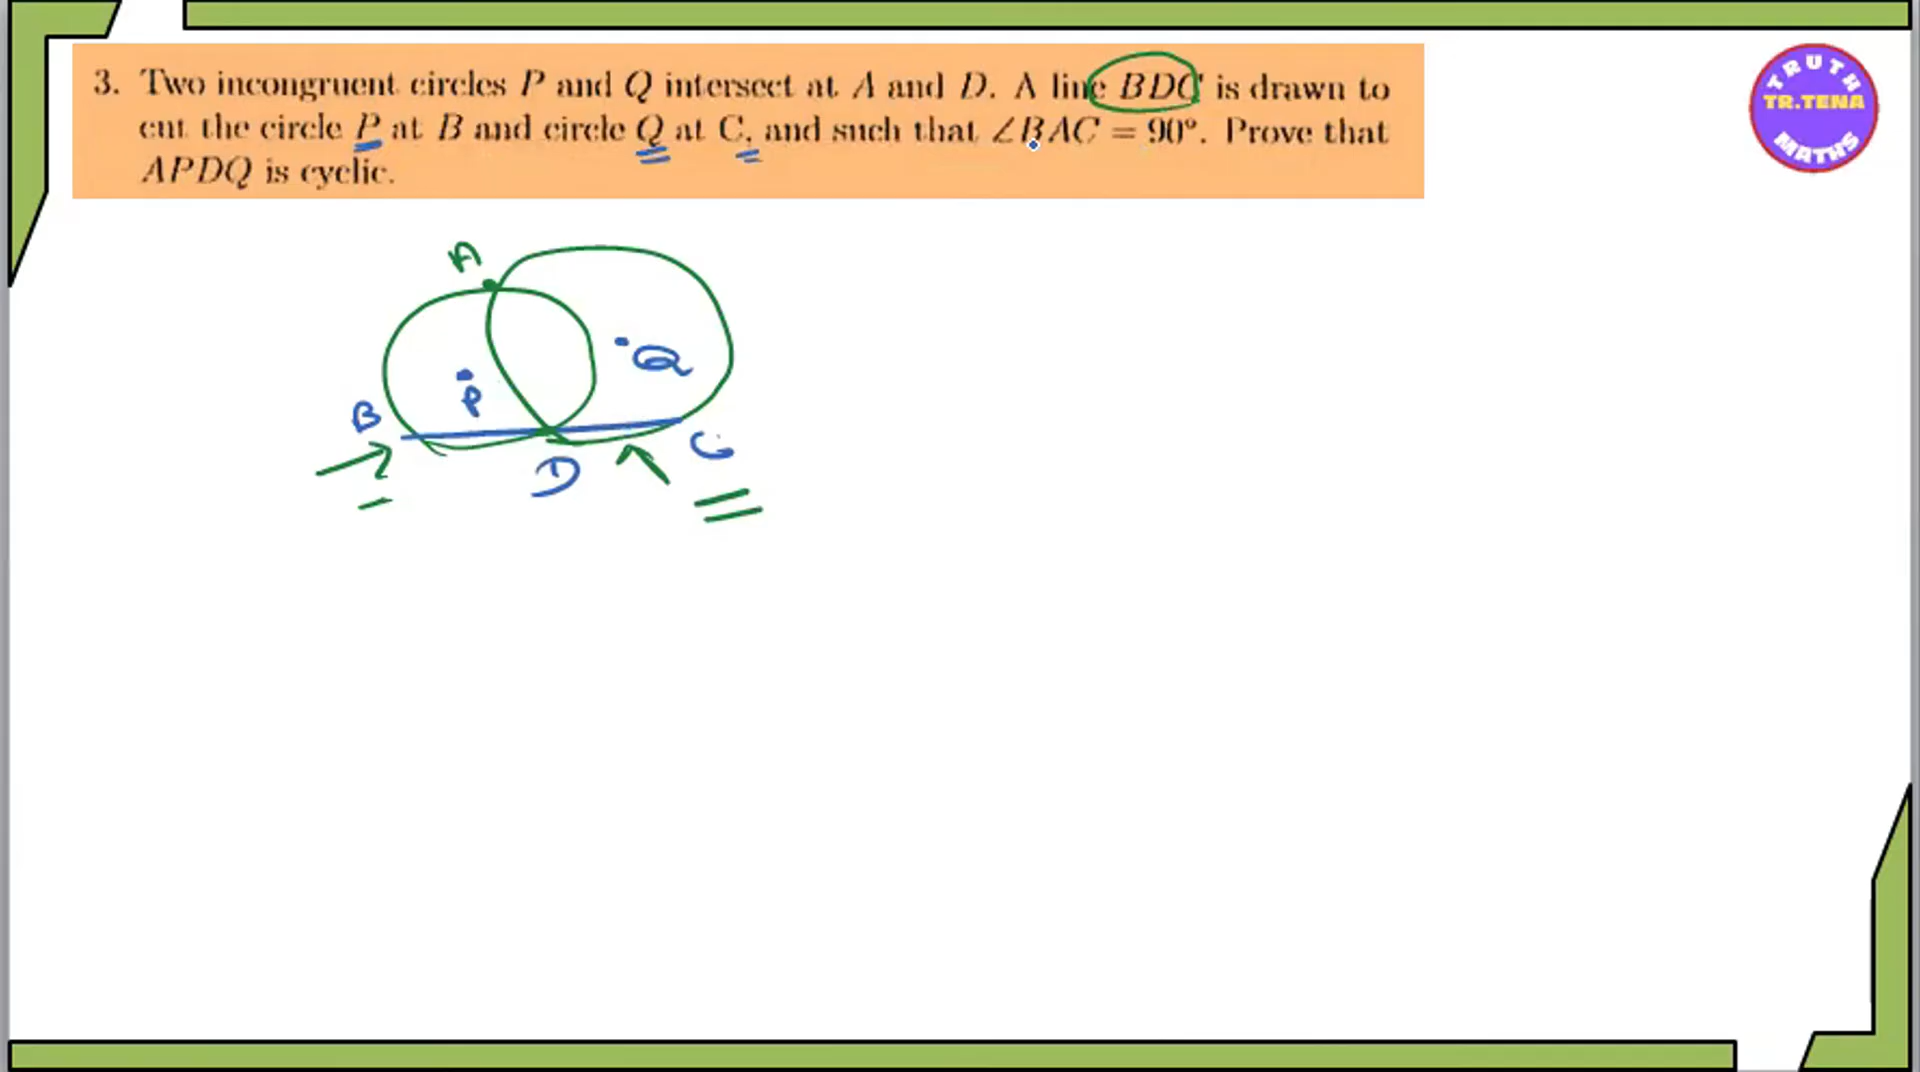 3. Two incongruent circles P and Q intersect at A and D. A line BDC is drawn to
cut the circle P at B and circle Q at C, and such that ∠BAC = 90°. Prove that
APDQ is cyclic.
TRUTH
TR.TENA
MATHS
A
Q
P
B
C
D